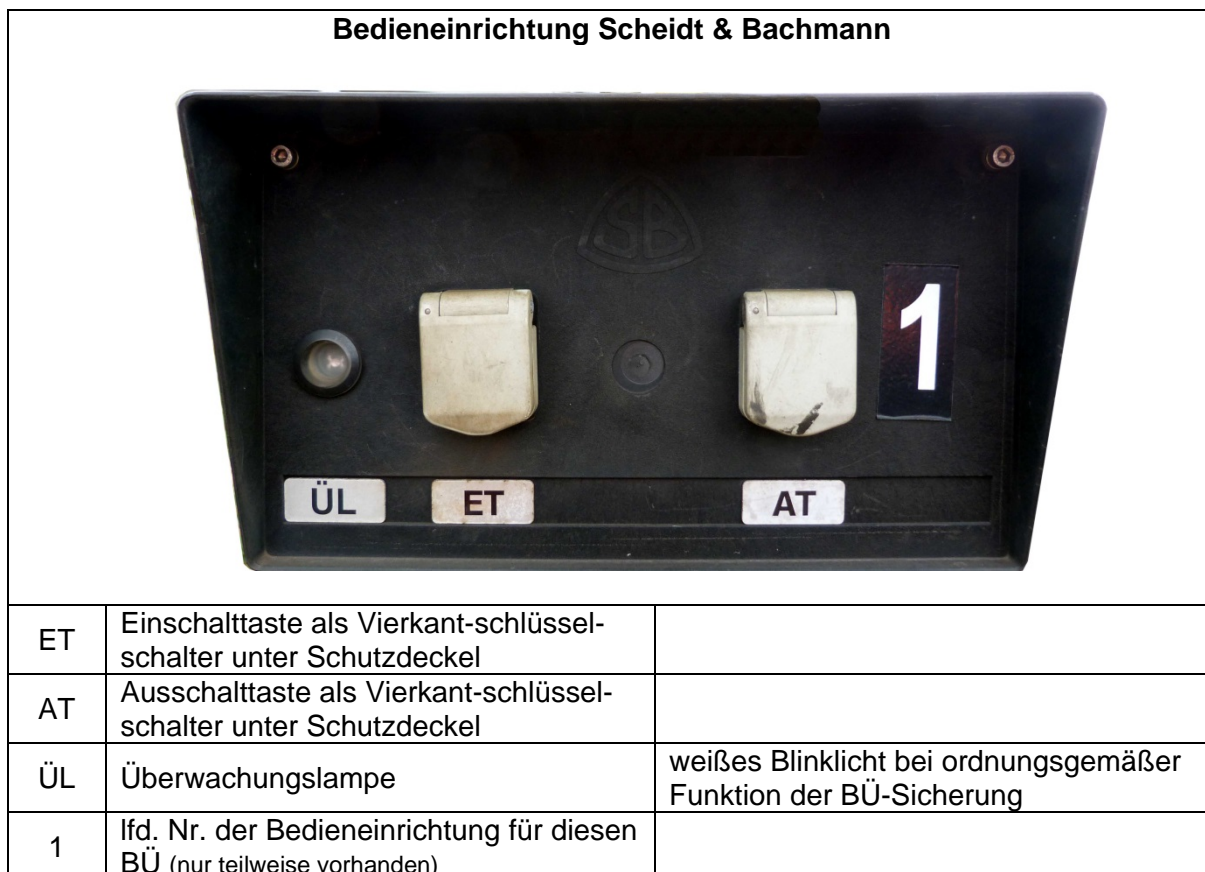 Bedieneinrichtung Scheidt & Bachmann
SB
1
ÜL ET AT
ET Einschalttaste als Vierkant-schlüssel-
schalter unter Schutzdeckel
AT Ausschalttaste als Vierkant-schlüssel-
schalter unter Schutzdeckel
ÜL Überwachungslampe weißes Blinklicht bei ordnungsgemäßer
Funktion der BÜ-Sicherung
1 lfd. Nr. der Bedieneinrichtung für diesen
BÜ (nur teilweise vorhanden)